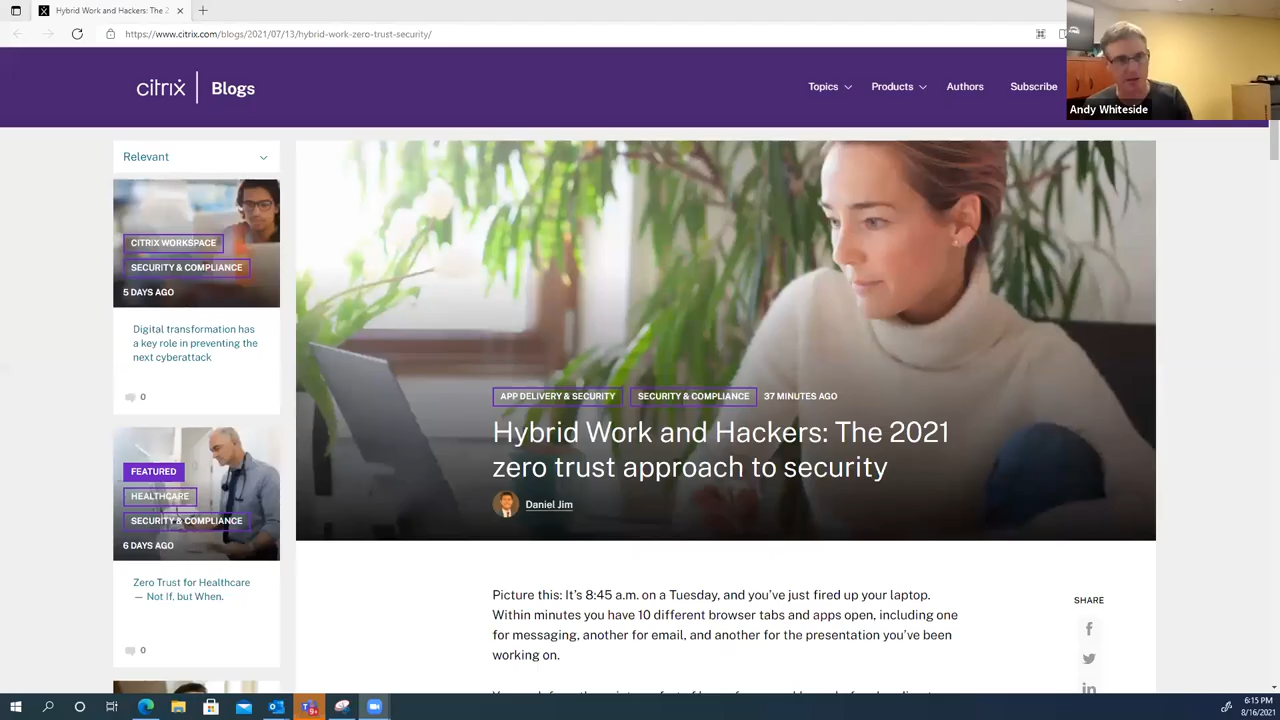 Hybrid Work and Hackers: The 2
https://www.citrix.com/blogs/2021/07/13/hybrid-work-zero-trust-security/
citrix | Blogs
Topics
Products
Authors
Subscribe
Andy Whiteside
Relevant
CITRIX WORKSPACE
SECURITY & COMPLIANCE
5 DAYS AGO
Digital transformation has
a key role in preventing the
next cyberattack
0
FEATURED
HEALTHCARE
SECURITY & COMPLIANCE
6 DAYS AGO
Zero Trust for Healthcare
— Not If, but When.
0
APP DELIVERY & SECURITY
SECURITY & COMPLIANCE
37 MINUTES AGO
Hybrid Work and Hackers: The 2021
zero trust approach to security
Daniel Jim
Picture this: It's 8:45 a.m. on a Tuesday, and you've just fired up your laptop.
Within minutes you have 10 different browser tabs and apps open, including one
for messaging, another for email, and another for the presentation you've been
working on.
SHARE
6:15 PM
8/16/2021